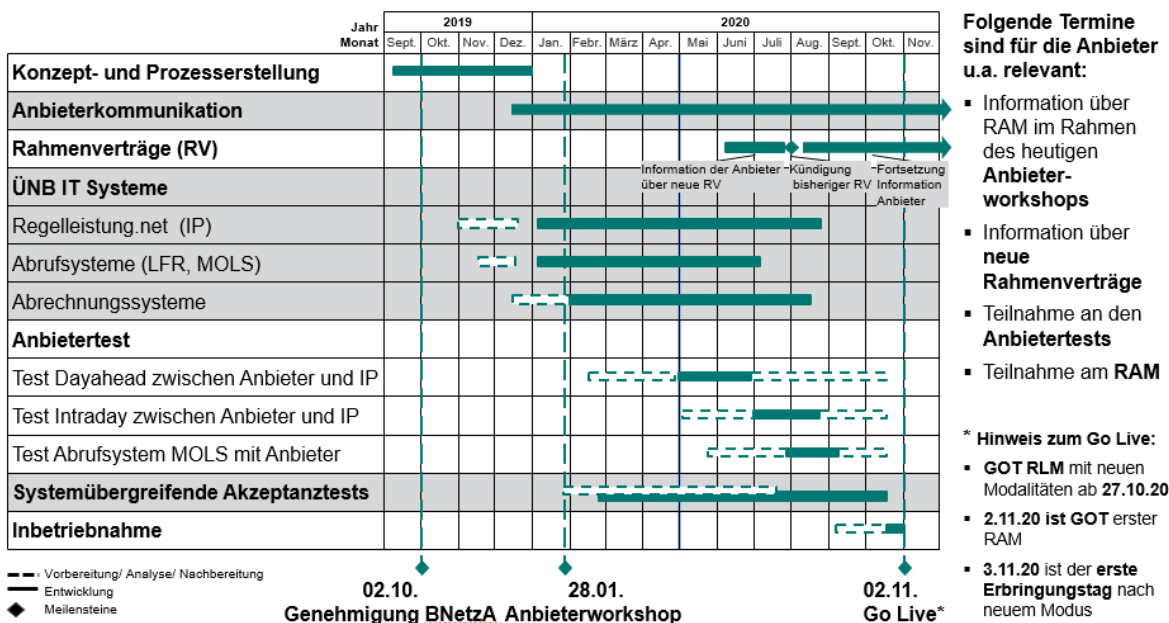 Jahr 2019 2020
Monat Sept. Okt. Nov. Dez. Jan. Febr. März Apr. Mai Juni Juli Aug. Sept. Okt. Nov.
Konzept- und Prozesserstellung
Anbieterkommunikation
Rahmenverträge (RV)
Information der Anbieter
über neue RV
Kündigung
bisheriger RV
Fortsetzung
Information
Anbieter
ÜNB IT Systeme
Regelleistung.net (IP)
Abrufsysteme (LFR, MOLS)
Abrechnungssysteme
Anbietertest
Test Dayahead zwischen Anbieter und IP
Test Intraday zwischen Anbieter und IP
Test Abrufsystem MOLS mit Anbieter
Systemübergreifende Akzeptanztests
Inbetriebnahme
Vorbereitung/ Analyse/ Nachbereitung
Entwicklung
Meilensteine
02.10.
Genehmigung BNetzA
28.01.
Anbieterworkshop
02.11.
Go Live*
Folgende Termine
sind für die Anbieter
u.a. relevant:
▪ Information über
RAM im Rahmen
des heutigen
Anbieter-
workshops
▪ Information über
neue
Rahmenverträge
▪ Teilnahme an den
Anbietertests
▪ Teilnahme am RAM
* Hinweis zum Go Live:
▪ GOT RLM mit neuen
Modalitäten ab 27.10.20
▪ 2.11.20 ist GOT erster
RAM
▪ 3.11.20 ist der erste
Erbringungstag nach
neuem Modus